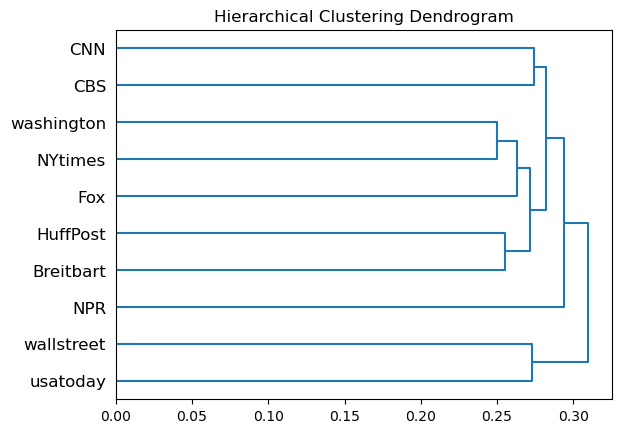 Hierarchical Clustering Dendrogram
CNN
CBS
washington
NYtimes
Fox
HuffPost
Breitbart
NPR
wallstreet
usatoday
0.00 0.05 0.10 0.15 0.20 0.25 0.30